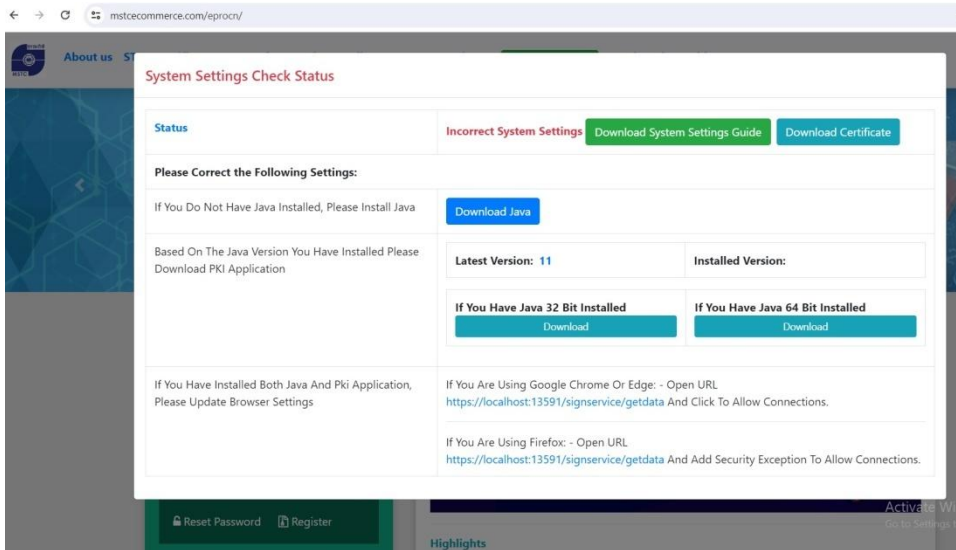 mstcecommerce.com/eprocn/
About us ST
MSTC
System Settings Check Status
Status
Incorrect System Settings
Download System Settings Guide
Download Certificate
Please Correct the Following Settings:
If You Do Not Have Java Installed, Please Install Java
Download Java
Based On The Java Version You Have Installed Please
Download PKI Application
Latest Version: 11
Installed Version:
If You Have Java 32 Bit Installed
Download
If You Have Java 64 Bit Installed
Download
If You Have Installed Both Java And Pki Application,
Please Update Browser Settings
If You Are Using Google Chrome Or Edge: - Open URL
https://localhost:13591/signservice/getdata And Click To Allow Connections.
If You Are Using Firefox: - Open URL
https://localhost:13591/signservice/getdata And Add Security Exception To Allow Connections.
Reset Password
Register
Highlights
Activate Wi
Go to Settings t